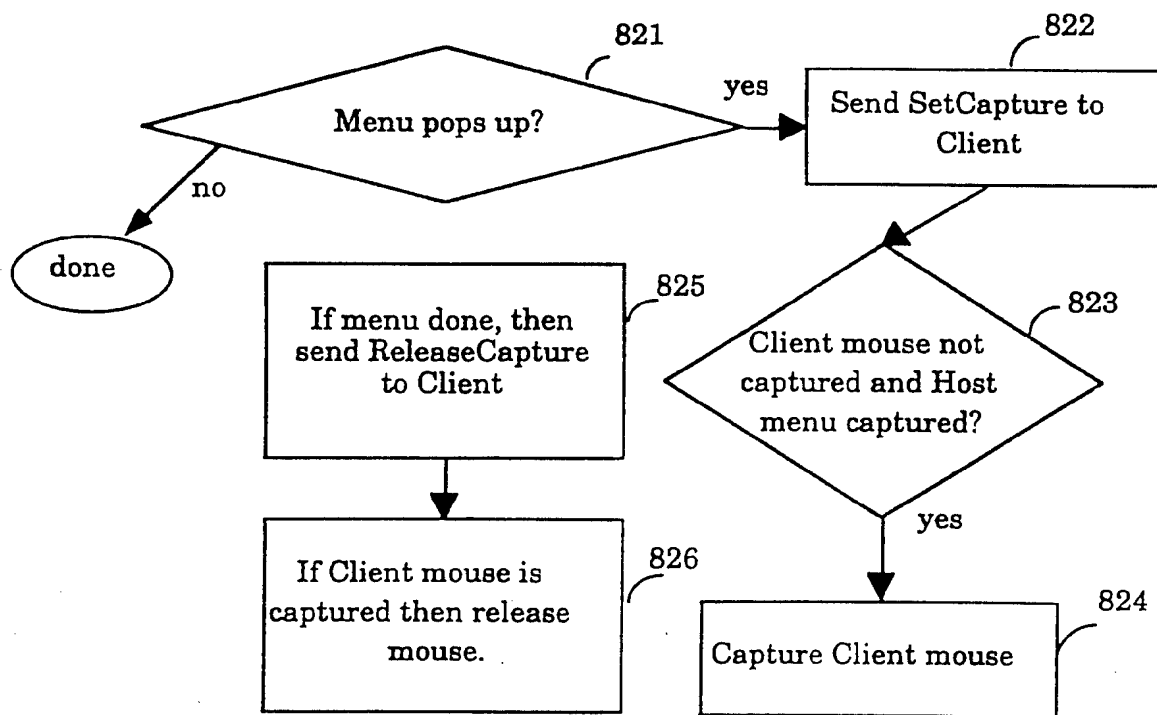 821
Menu pops up?
yes
822
Send SetCapture to
Client
no
done
825
If menu done, then
send ReleaseCapture
to Client
823
Client mouse not
captured and Host
menu captured?
yes
826
If Client mouse is
captured then release
mouse.
824
Capture Client mouse